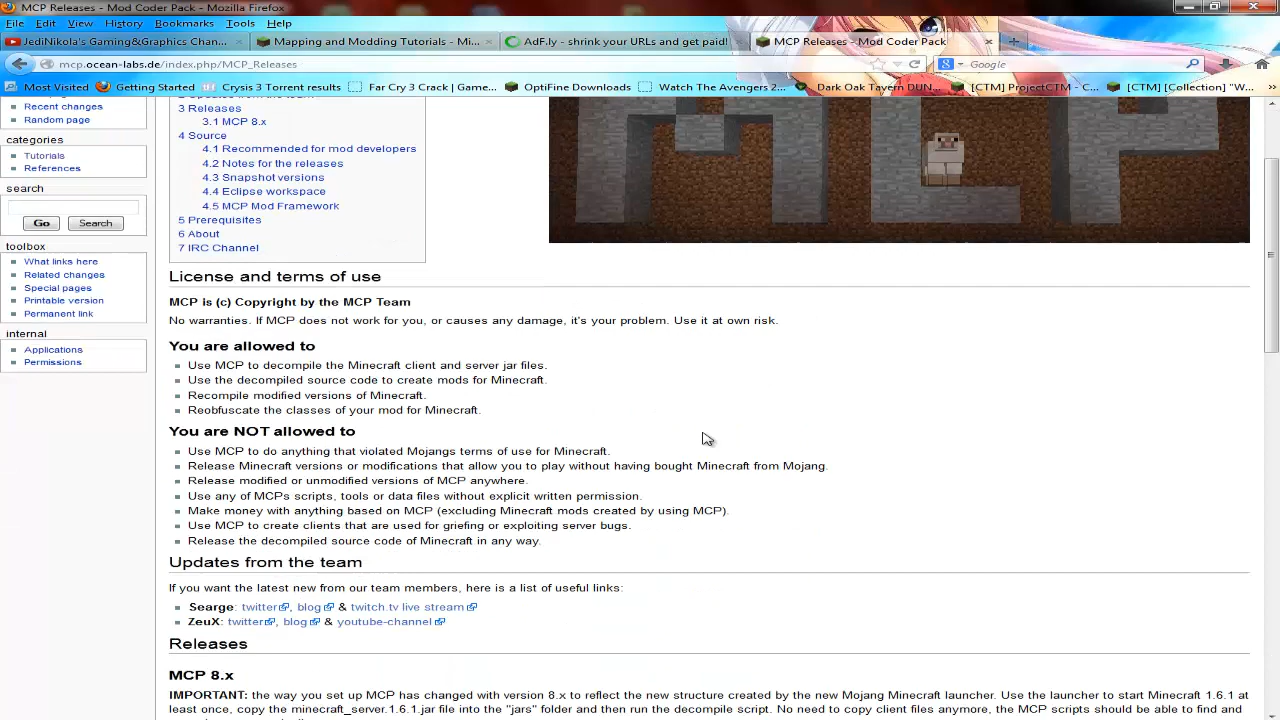 MCP Releases - Mod Coder Pack - Mozilla Firefox
File Edit View History Bookmarks Tools Help
JediNikola's Gaming&Graphics Chan... Mapping and Modding Tutorials - Mi... AdF.ly - shrink your URLs and get paid! MCP Releases - Mod Coder Pack
mcp.ocean-labs.de/index.php/MCP_Releases Google
Most Visited Getting Started Crysis 3 Torrent results Far Cry 3 Crack | Game... OptiFine Downloads Watch The Avengers 2... Dark Oak Tavern DUN... [CTM] ProjectCTM - C... [CTM] [Collection] "W...
Recent changes
Random page
categories
Tutorials
References
search
Go Search
toolbox
What links here
Related changes
Special pages
Printable version
Permanent link
internal
Applications
Permissions
3 Releases
3.1 MCP 8.x
4 Source
4.1 Recommended for mod developers
4.2 Notes for the releases
4.3 Snapshot versions
4.4 Eclipse workspace
4.5 MCP Mod Framework
5 Prerequisites
6 About
7 IRC Channel
MCP
License and terms of use
MCP is (c) Copyright by the MCP Team
No warranties. If MCP does not work for you, or causes any damage, it's your problem. Use it at own risk.
You are allowed to
Use MCP to decompile the Minecraft client and server jar files.
Use the decompiled source code to create mods for Minecraft.
Recompile modified versions of Minecraft.
Reobfuscate the classes of your mod for Minecraft.
You are NOT allowed to
Use MCP to do anything that violated Mojangs terms of use for Minecraft.
Release Minecraft versions or modifications that allow you to play without having bought Minecraft from Mojang.
Release modified or unmodified versions of MCP anywhere.
Use any of MCPs scripts, tools or data files without explicit written permission.
Make money with anything based on MCP (excluding Minecraft mods created by using MCP).
Use MCP to create clients that are used for griefing or exploiting server bugs.
Release the decompiled source code of Minecraft in any way.
Updates from the team
If you want the latest new from our team members, here is a list of useful links:
Searge: twitter, blog & twitch.tv live stream
ZeuX: twitter, blog & youtube-channel
Releases
MCP 8.x
IMPORTANT: the way you set up MCP has changed with version 8.x to reflect the new structure created by the new Mojang Minecraft launcher. Use the launcher to start Minecraft 1.6.1 at
least once, copy the minecraft_server.1.6.1.jar file into the "jars" folder and then run the decompile script. No need to copy client files anymore, the MCP scripts should be able to find and